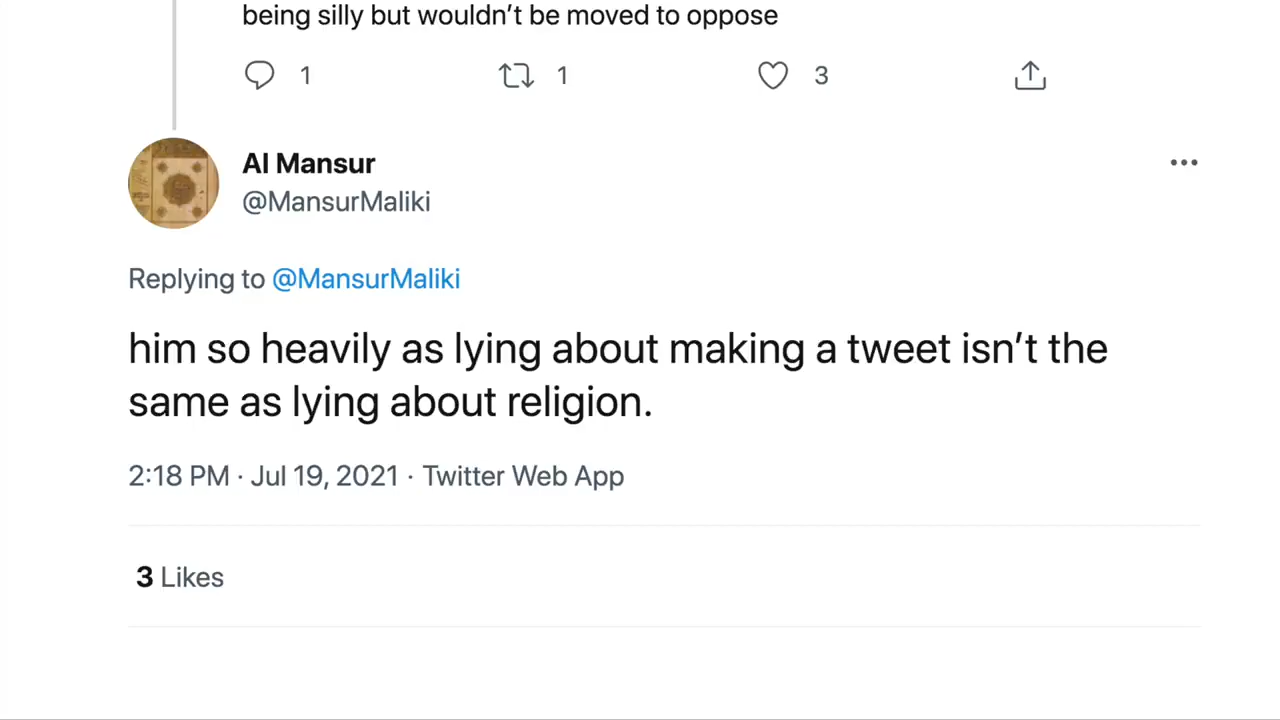 being silly but wouldn’t be moved to oppose
1 1 3
Al Mansur
@MansurMaliki
Replying to @MansurMaliki
him so heavily as lying about making a tweet isn’t the
same as lying about religion.
2:18 PM · Jul 19, 2021 · Twitter Web App
3 Likes